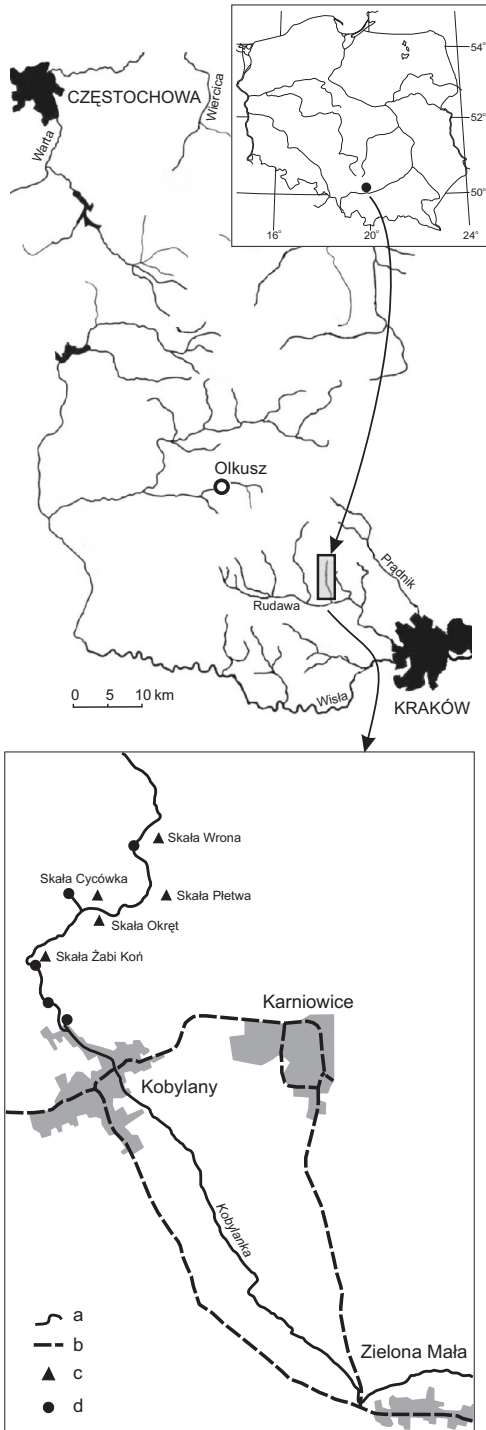 CZĘSTOCHOWA
Wiercica
Warta
54°
52°
50°
16°
20°
24°
Olkusz
Prądnik
Rudawa
0 5 10 km
Wisła
KRAKÓW
Skała Wrona
Skała Cycówka
Skała Płetwa
Skała Okręt
Skała Żabi Koń
Karniowice
Kobylany
Kobylanka
Zielona Mała
a
b
c
d